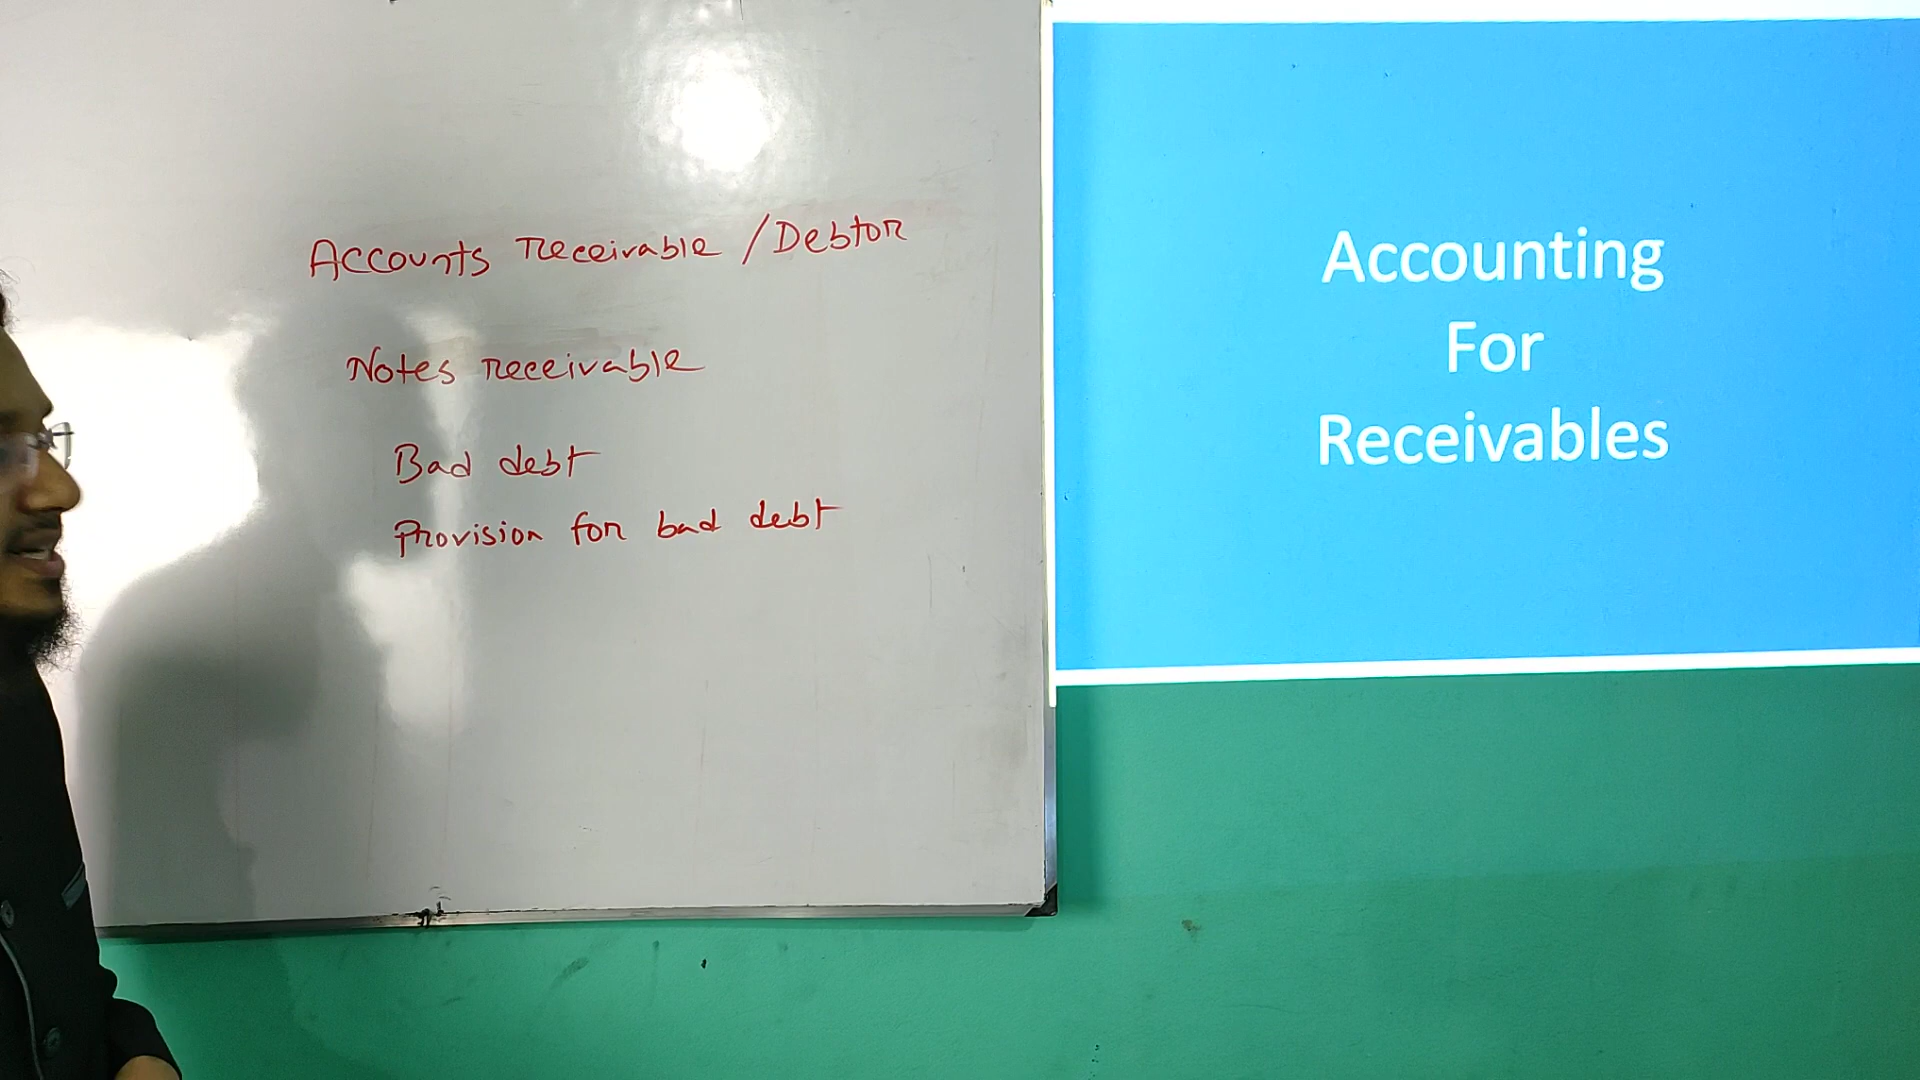 Accounts receivable / Debtor
Notes receivable
Bad debt
Provision for bad debt
Accounting
For
Receivables